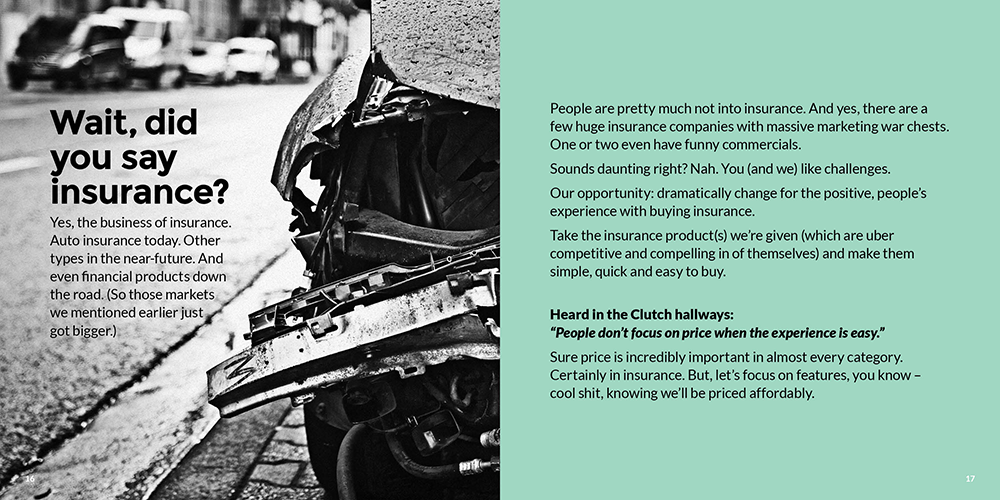 Wait, did
you say
insurance?
Yes, the business of insurance.
Auto insurance today. Other
types in the near-future. And
even financial products down
the road. (So those markets
we mentioned earlier just
got bigger.)
16
People are pretty much not into insurance. And yes, there are a
few huge insurance companies with massive marketing war chests.
One or two even have funny commercials.
Sounds daunting right? Nah. You (and we) like challenges.
Our opportunity: dramatically change for the positive, people’s
experience with buying insurance.
Take the insurance product(s) we’re given (which are uber
competitive and compelling in of themselves) and make them
simple, quick and easy to buy.
Heard in the Clutch hallways:
“People don’t focus on price when the experience is easy.”
Sure price is incredibly important in almost every category.
Certainly in insurance. But, let’s focus on features, you know –
cool shit, knowing we’ll be priced affordably.
17